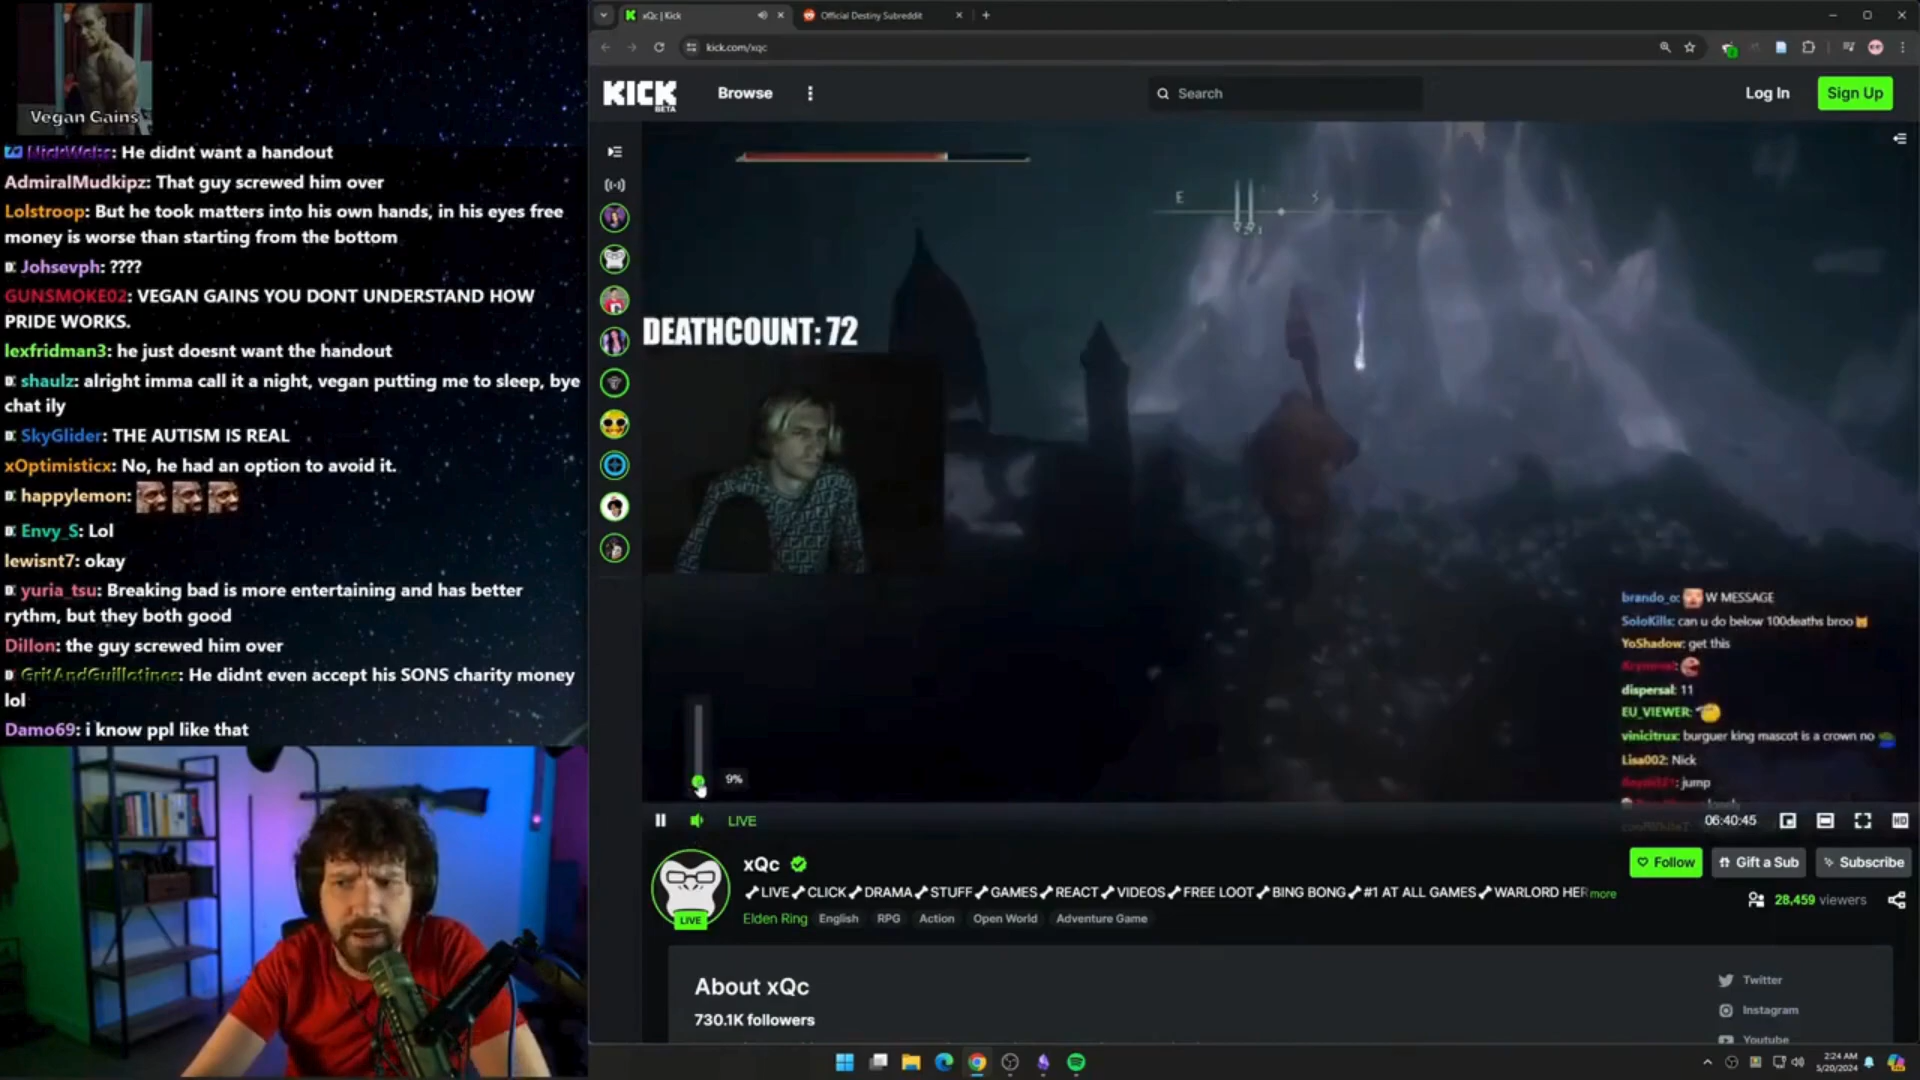 Vegan Gains
NickWebs: He didnt want a handout
AdmiralMudkipz: That guy screwed him over
Lolstroop: But he took matters into his own hands, in his eyes free
money is worse than starting from the bottom
Johsevph: ????
GUNSMOKE02: VEGAN GAINS YOU DONT UNDERSTAND HOW
PRIDE WORKS.
lexfridman3: he just doesnt want the handout
shaulz: alright imma call it a night, vegan putting me to sleep, bye
chat ily
SkyGlider: THE AUTISM IS REAL
xOptimisticx: No, he had an option to avoid it.
happylemon:
Envy_S: Lol
lewisnt7: okay
yuria_tsu: Breaking bad is more entertaining and has better
rythm, but they both good
Dillon: the guy screwed him over
GritAndGuillotines: He didnt even accept his SONS charity money
lol
Damo69: i know ppl like that
xQc | Kick
Official Destiny Subreddit
kick.com/xqc
KICK
BETA
Browse
Search
Log In
Sign Up
E
S
DEATHCOUNT: 72
brando_o: W MESSAGE
SoloKills: can u do below 100deaths broo
YoShadow: get this
dispersal: 11
EU_VIEWER:
vinicitrux: burguer king mascot is a crown no
Lisa002: Nick
jump
9%
LIVE
06:40:45
HD
xQc
Follow
Gift a Sub
Subscribe
LIVE CLICK DRAMA STUFF GAMES REACT VIDEOS FREE LOOT BING BONG #1 AT ALL GAMES WARLORD HER more
28,459 viewers
LIVE
Elden Ring English RPG Action Open World Adventure Game
About xQc
730.1K followers
Twitter
Instagram
Youtube
2:24 AM
5/20/2024